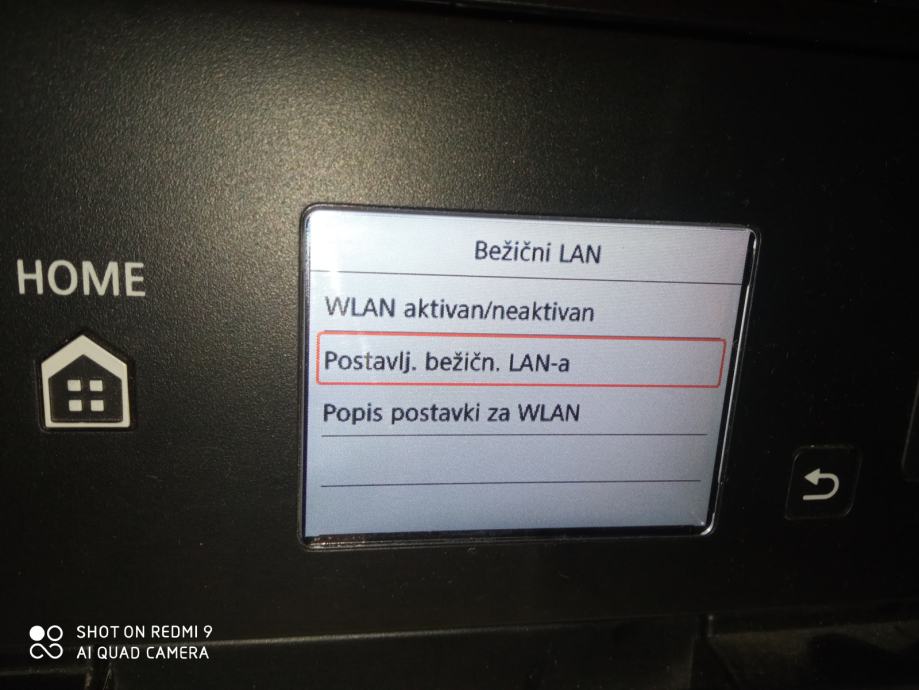 Bežični LAN
HOME
WLAN aktivan/neaktivan
Postavlj. bežičn. LAN-a
Popis postavki za WLAN
SHOT ON REDMI 9
AI QUAD CAMERA